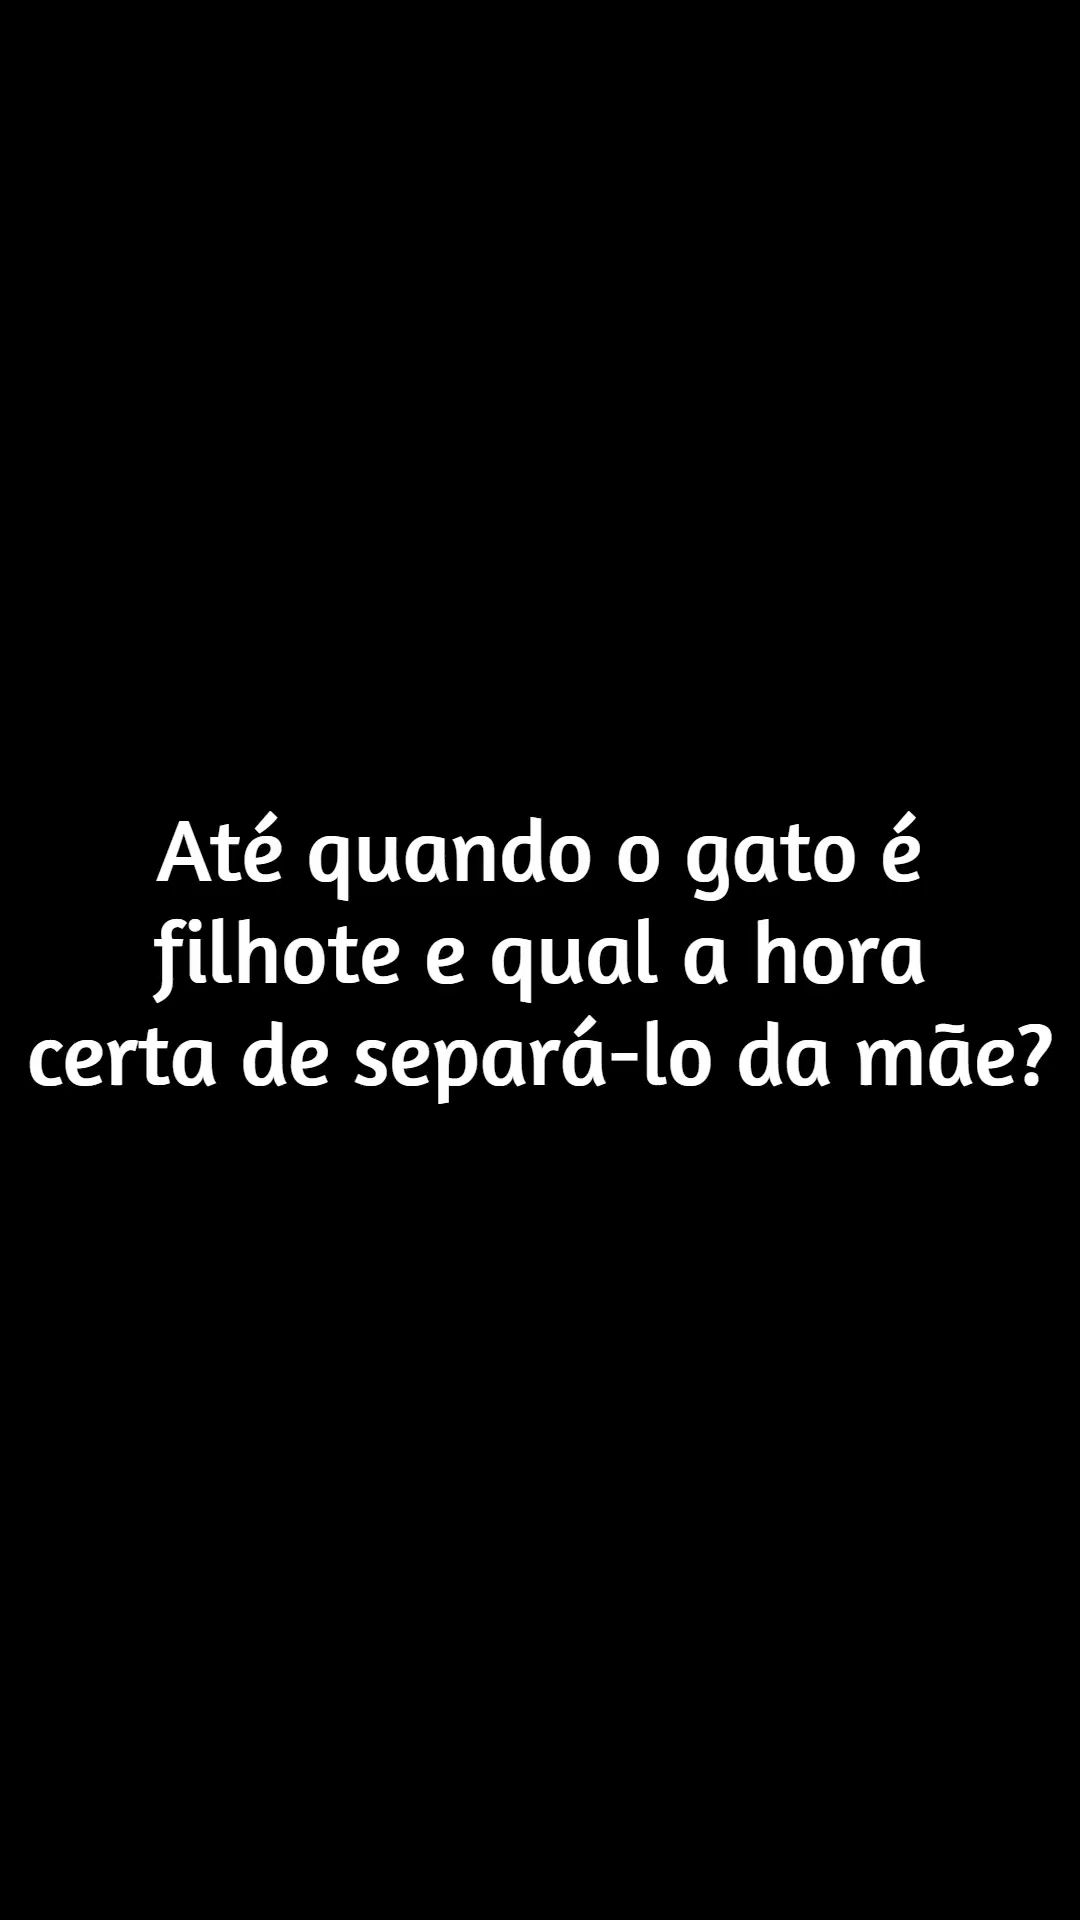 Até quando o gato é
filhote e qual a hora
certa de separá-lo da mãe?